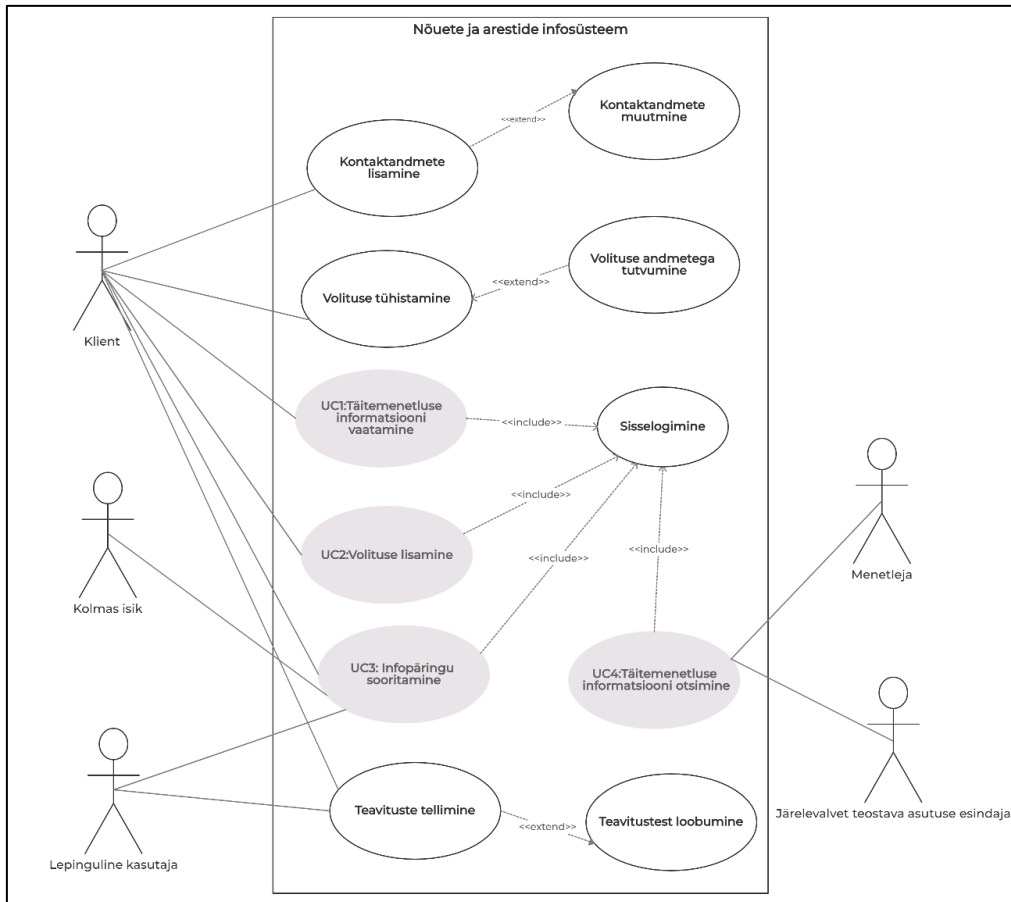 Nõuete ja arestide infosüsteem
Kontaktandmete
muutmine
<<extend>>
Kontaktandmete
lisamine
Volituse andmetega
tutvumine
<<extend>>
Volituse tühistamine
Klient
UC1:Täitemenetluse
informatsiooni
vaatamine
<<include>>
Sisselogimine
<<include>>
UC2:Volituse lisamine
<<include>>
<<include>>
Menetleja
Kolmas isik
UC3: Infopäringu
sooritamine
UC4:Täitemenetluse
informatsiooni otsimine
Teavituste tellimine
<<extend>>
Teavitustest loobumine
Järelevalvet teostava asutuse esindaja
Lepinguline kasutaja